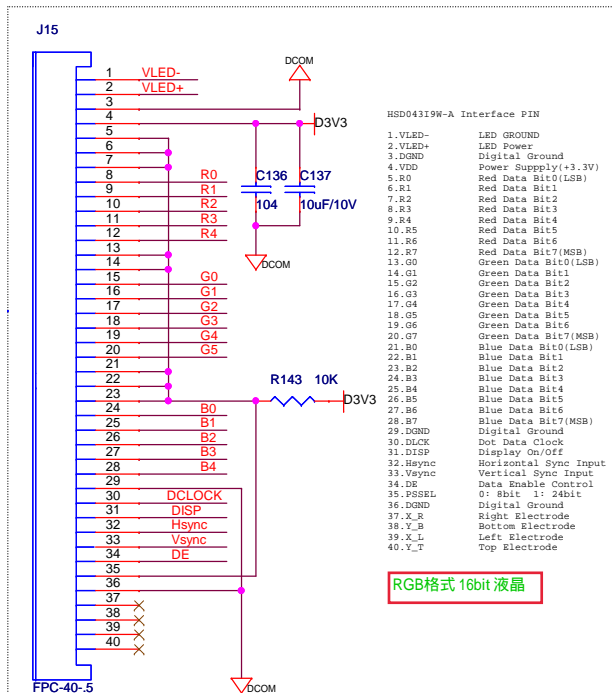 J15
1 VLED-
2 VLED+
3
4
5
6
7
8 R0
9 R1
10 R2
11 R3
12 R4
13
14
15 G0
16 G1
17 G2
18 G3
19 G4
20 G5
21
22
23
24 B0
25 B1
26 B2
27 B3
28 B4
29
30 DCLOCK
31 DISP
32 Hsync
33 Vsync
34 DE
35
36
37
38
39
40
FPC-40-.5
DCOM
D3V3
C136
104
C137
10uF/10V
DCOM
R143 10K
D3V3
DCOM
HSD043I9W-A Interface PIN
1.VLED- LED GROUND
2.VLED+ LED Power
3.DGND Digital Ground
4.VDD Power Suppply(+3.3V)
5.R0 Red Data Bit0(LSB)
6.R1 Red Data Bit1
7.R2 Red Data Bit2
8.R3 Red Data Bit3
9.R4 Red Data Bit4
10.R5 Red Data Bit5
11.R6 Red Data Bit6
12.R7 Red Data Bit7(MSB)
13.G0 Green Data Bit0(LSB)
14.G1 Green Data Bit1
15.G2 Green Data Bit2
16.G3 Green Data Bit3
17.G4 Green Data Bit4
18.G5 Green Data Bit5
19.G6 Green Data Bit6
20.G7 Green Data Bit7(MSB)
21.B0 Blue Data Bit0(LSB)
22.B1 Blue Data Bit1
23.B2 Blue Data Bit2
24.B3 Blue Data Bit3
25.B4 Blue Data Bit4
26.B5 Blue Data Bit5
27.B6 Blue Data Bit6
28.B7 Blue Data Bit7(MSB)
29.DGND Digital Ground
30.DLCK Dot Data Clock
31.DISP Display On/Off
32.Hsync Horizontal Sync Input
33.Vsync Vertical Sync Input
34.DE Data Enable Control
35.PSSEL 0: 8bit 1: 24bit
36.DGND Digital Ground
37.X_R Right Electrode
38.Y_B Bottom Electrode
39.X_L Left Electrode
40.Y_T Top Electrode
RGB格式 16bit 液晶